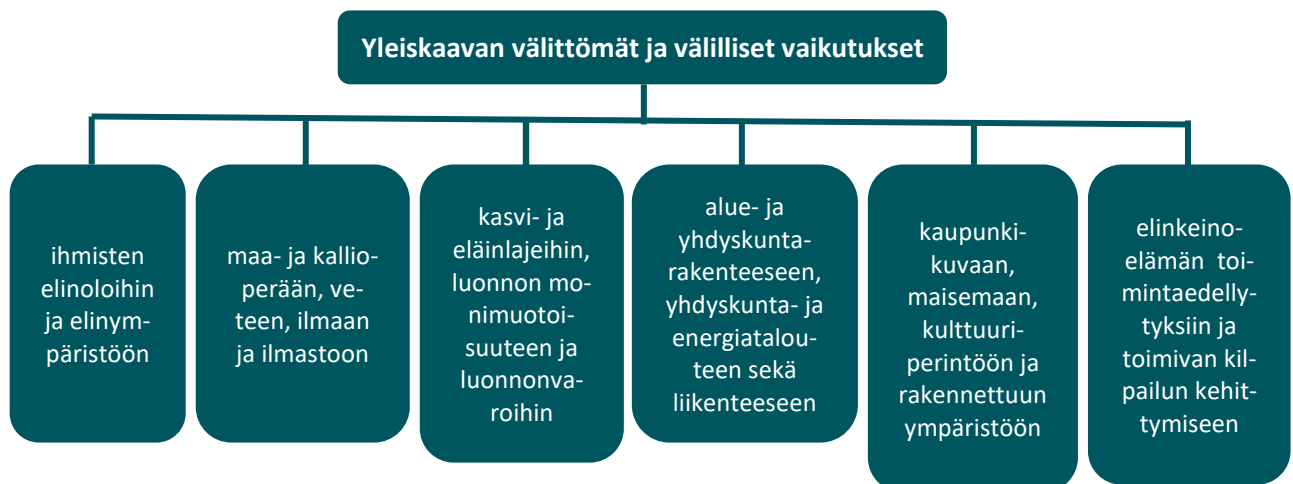 Yleiskaavan välittömät ja välilliset vaikutukset
ihmisten
elinoloihin
ja elinym-
päristöön
maa- ja kallio-
perään, ve-
teen, ilmaan
ja ilmastoon
kasvi- ja
eläinlajeihin,
luonnon mo-
nimuotoi-
suuteen ja
luonnonva-
roihin
alue- ja
yhdyskunta-
rakenteeseen,
yhdyskunta- ja
energiatalou-
teen sekä
liikenteeseen
kaupunki-
kuvaan,
maisemaan,
kulttuuri-
perintöön ja
rakennettuun
ympäristöön
elinkeino-
elämän toi-
mintaedelly-
tyksiin ja
toimivan kil-
pailun kehit-
tymiseen